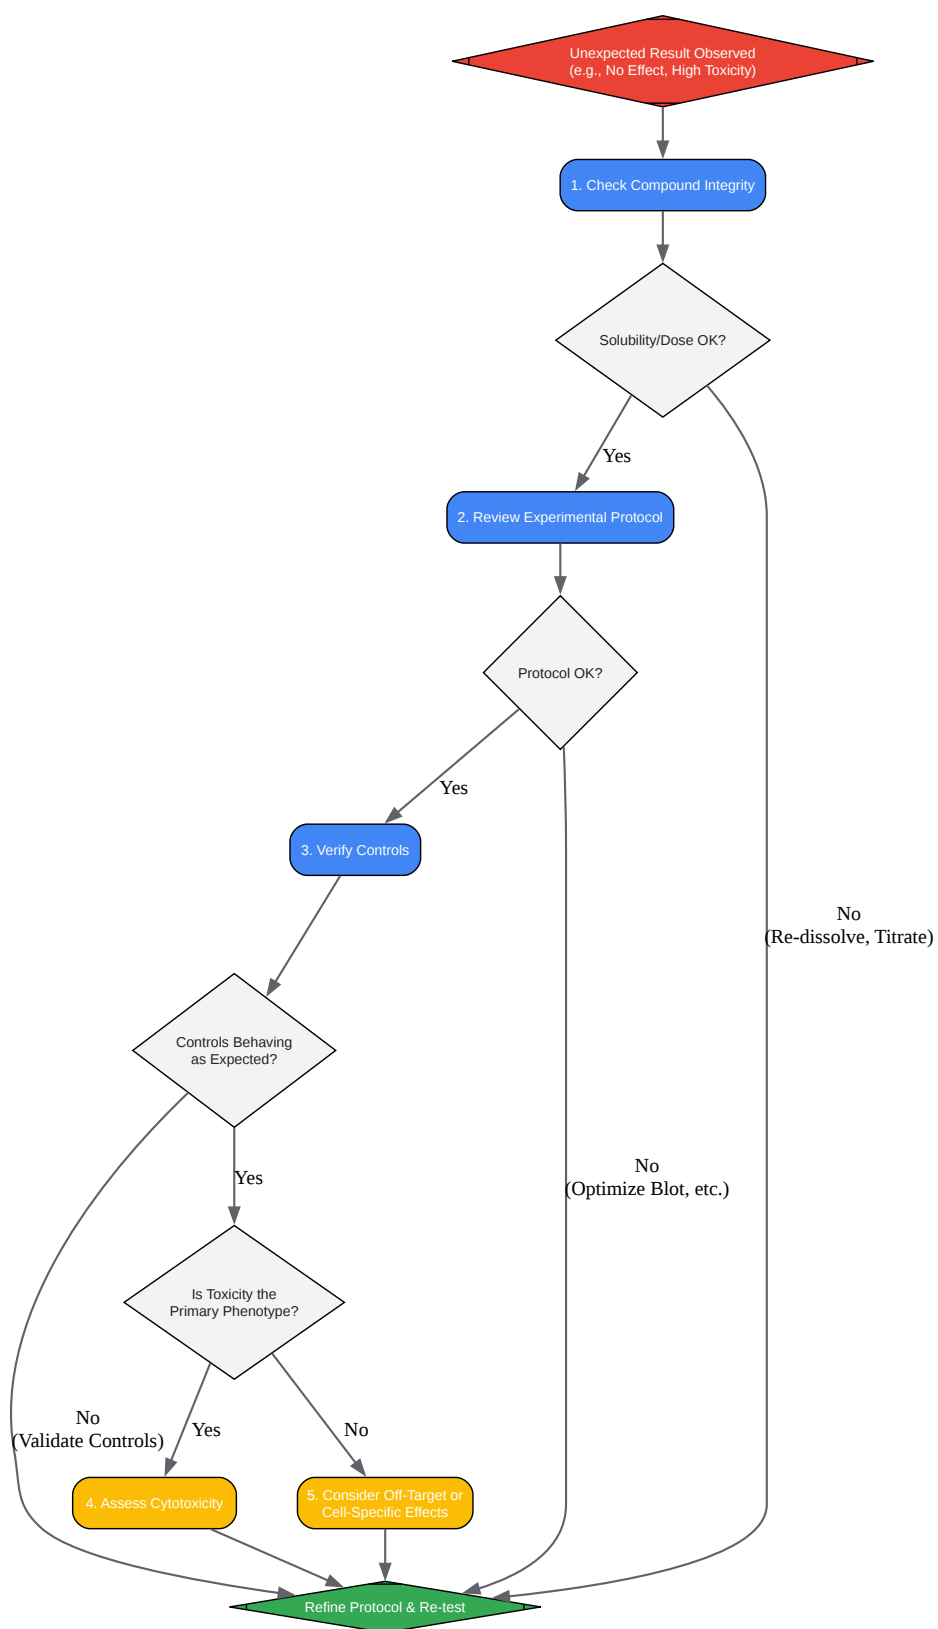 Unexpected Result Observed
(e.g., No Effect, High Toxicity)
1. Check Compound Integrity
Solubility/Dose OK?
Yes
2. Review Experimental Protocol
Protocol OK?
Yes
3. Verify Controls
No
(Re-dissolve, Titrate)
Controls Behaving
as Expected?
Yes
No
(Optimize Blot, etc.)
Is Toxicity the
Primary Phenotype?
No
(Validate Controls)
Yes
No
4. Assess Cytotoxicity
5. Consider Off-Target or
Cell-Specific Effects
Refine Protocol & Re-test